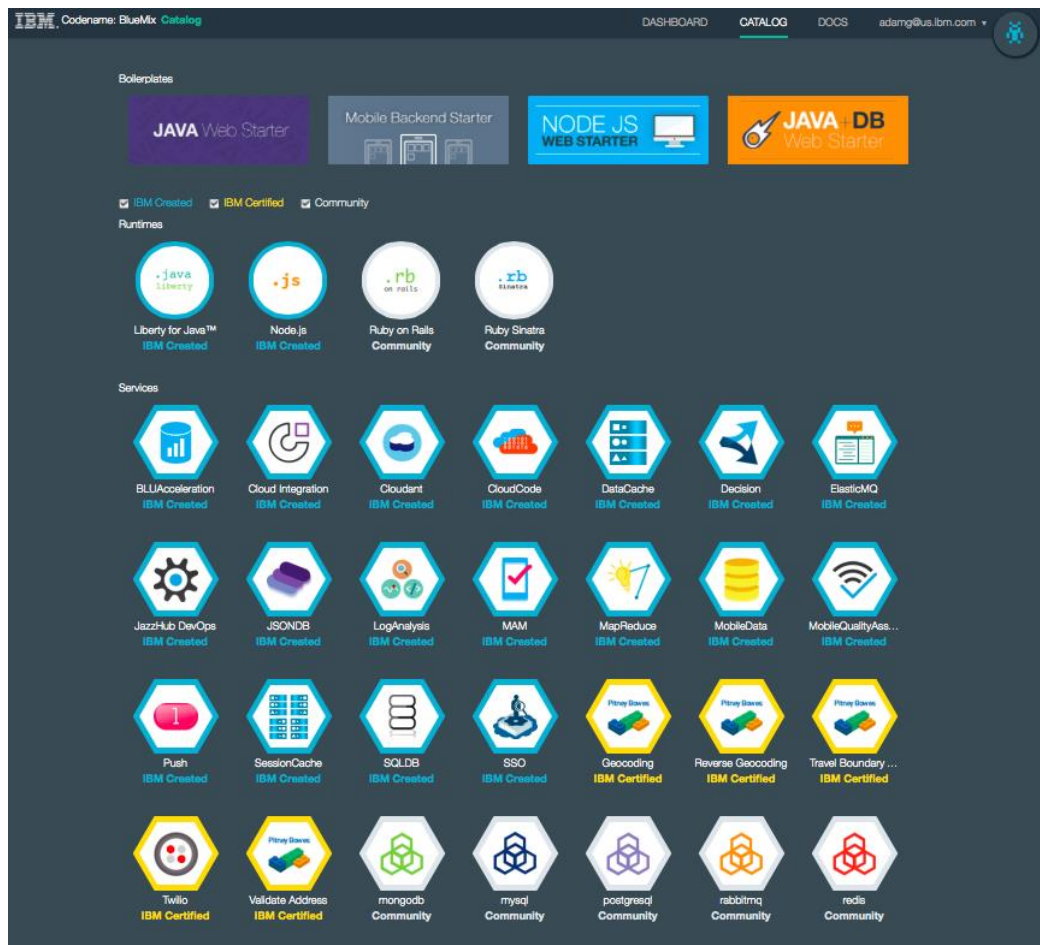 IBM. Codename: BlueMix Catalog DASHBOARD CATALOG DOCS adamg@us.ibm.com
Boilerplates
JAVA Web Starter
Mobile Backend Starter
NODE JS
WEB STARTER
JAVA+DB
Web Starter
IBM Created IBM Certified Community
Runtimes
.java
liberty
.js
.rb
on rails
.rb
Sinatra
Liberty for Java™ Node.js Ruby on Rails Ruby Sinatra
IBM Created IBM Created Community Community
Services
BLUAcceleration Cloud Integration Cloudant CloudCode DataCache Decision ElasticMQ
IBM Created IBM Created IBM Created IBM Created IBM Created IBM Created IBM Created
JazzHub DevOps JSONDB LogAnalysis MAM MapReduce MobileData MobileQualityAss...
IBM Created IBM Created IBM Created IBM Created IBM Created IBM Created IBM Created
1
Pitney Bowes Pitney Bowes Pitney Bowes
Push SessionCache SQLDB SSO Geocoding Reverse Geocoding Travel Boundary ...
IBM Created IBM Created IBM Created IBM Created IBM Certified IBM Certified IBM Certified
Pitney Bowes
Twilio Validate Address mongodb mysql postgresql rabbitmq redis
IBM Certified IBM Certified Community Community Community Community Community